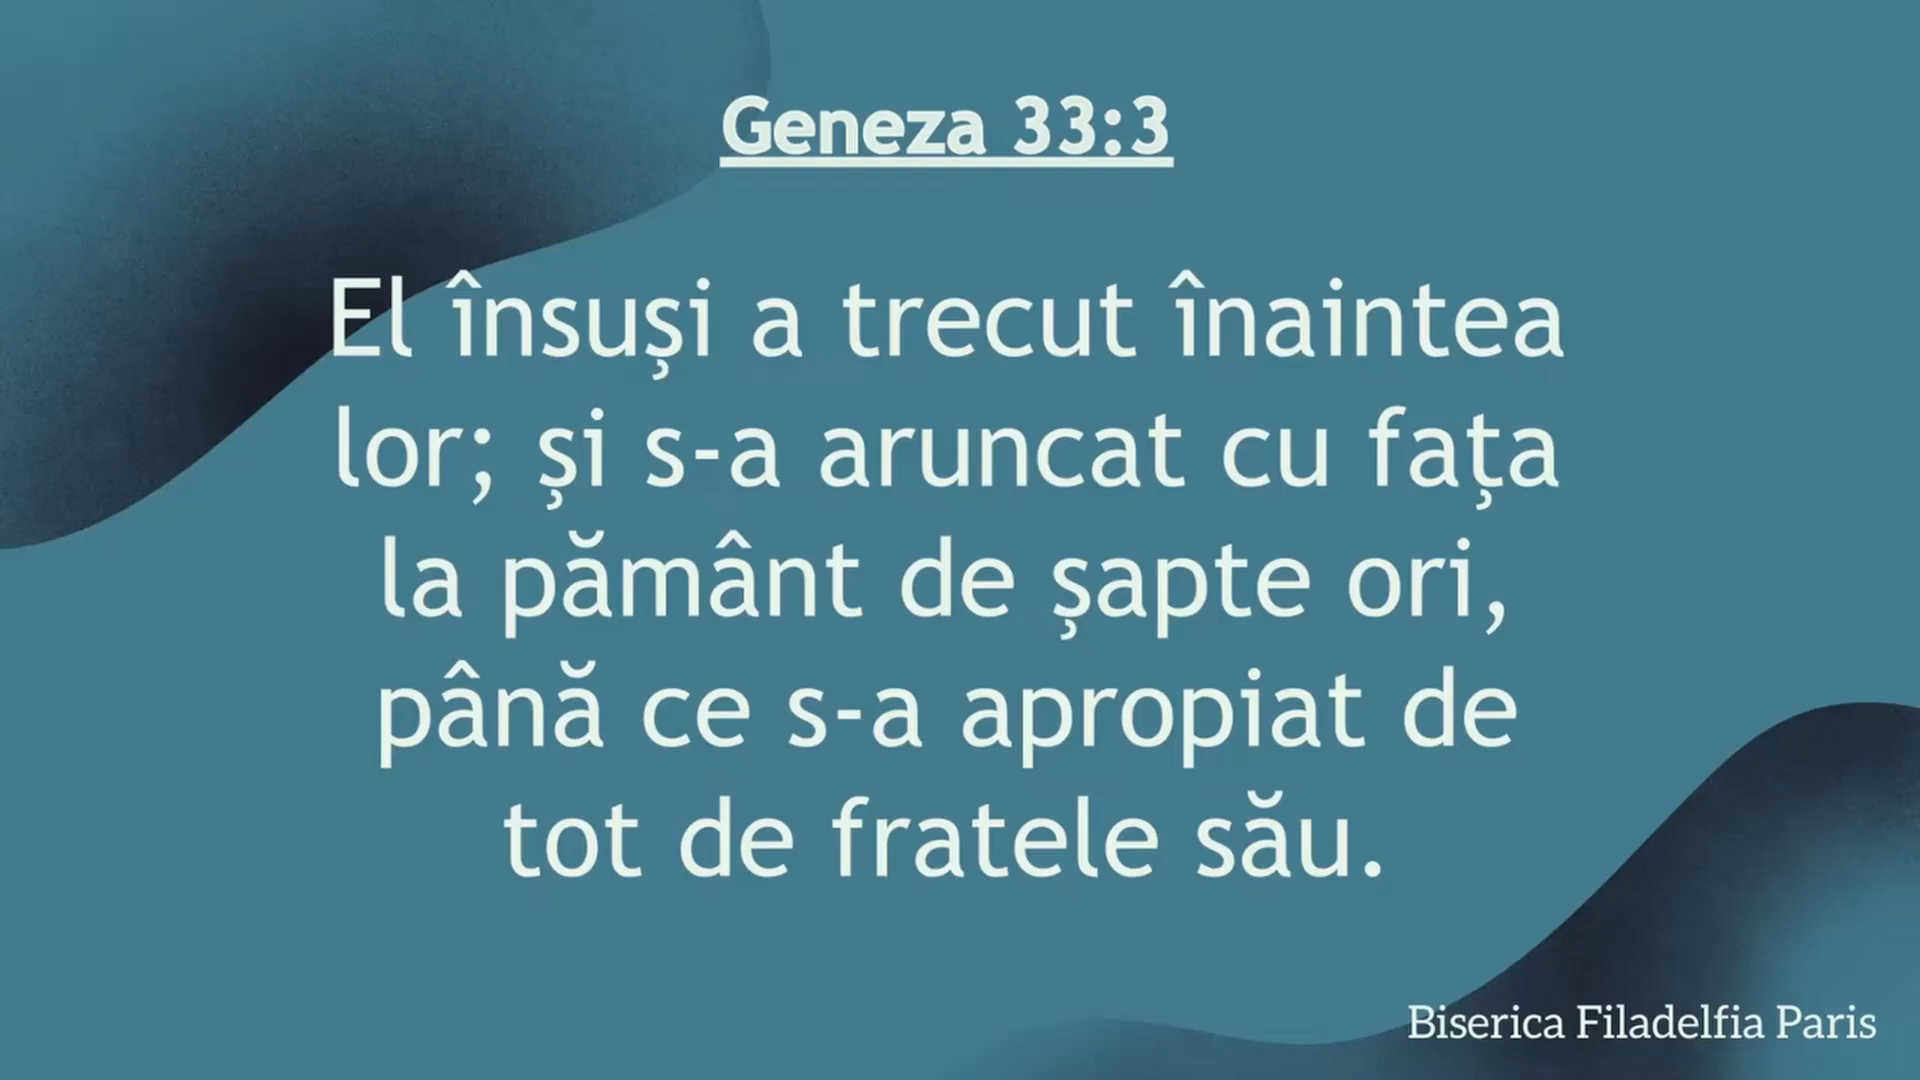 Geneza 33:3
El însuși a trecut înaintea
lor; și s-a aruncat cu fața
la pământ de șapte ori,
până ce s-a apropiat de
tot de fratele său.
Biserica Filadelfia Paris